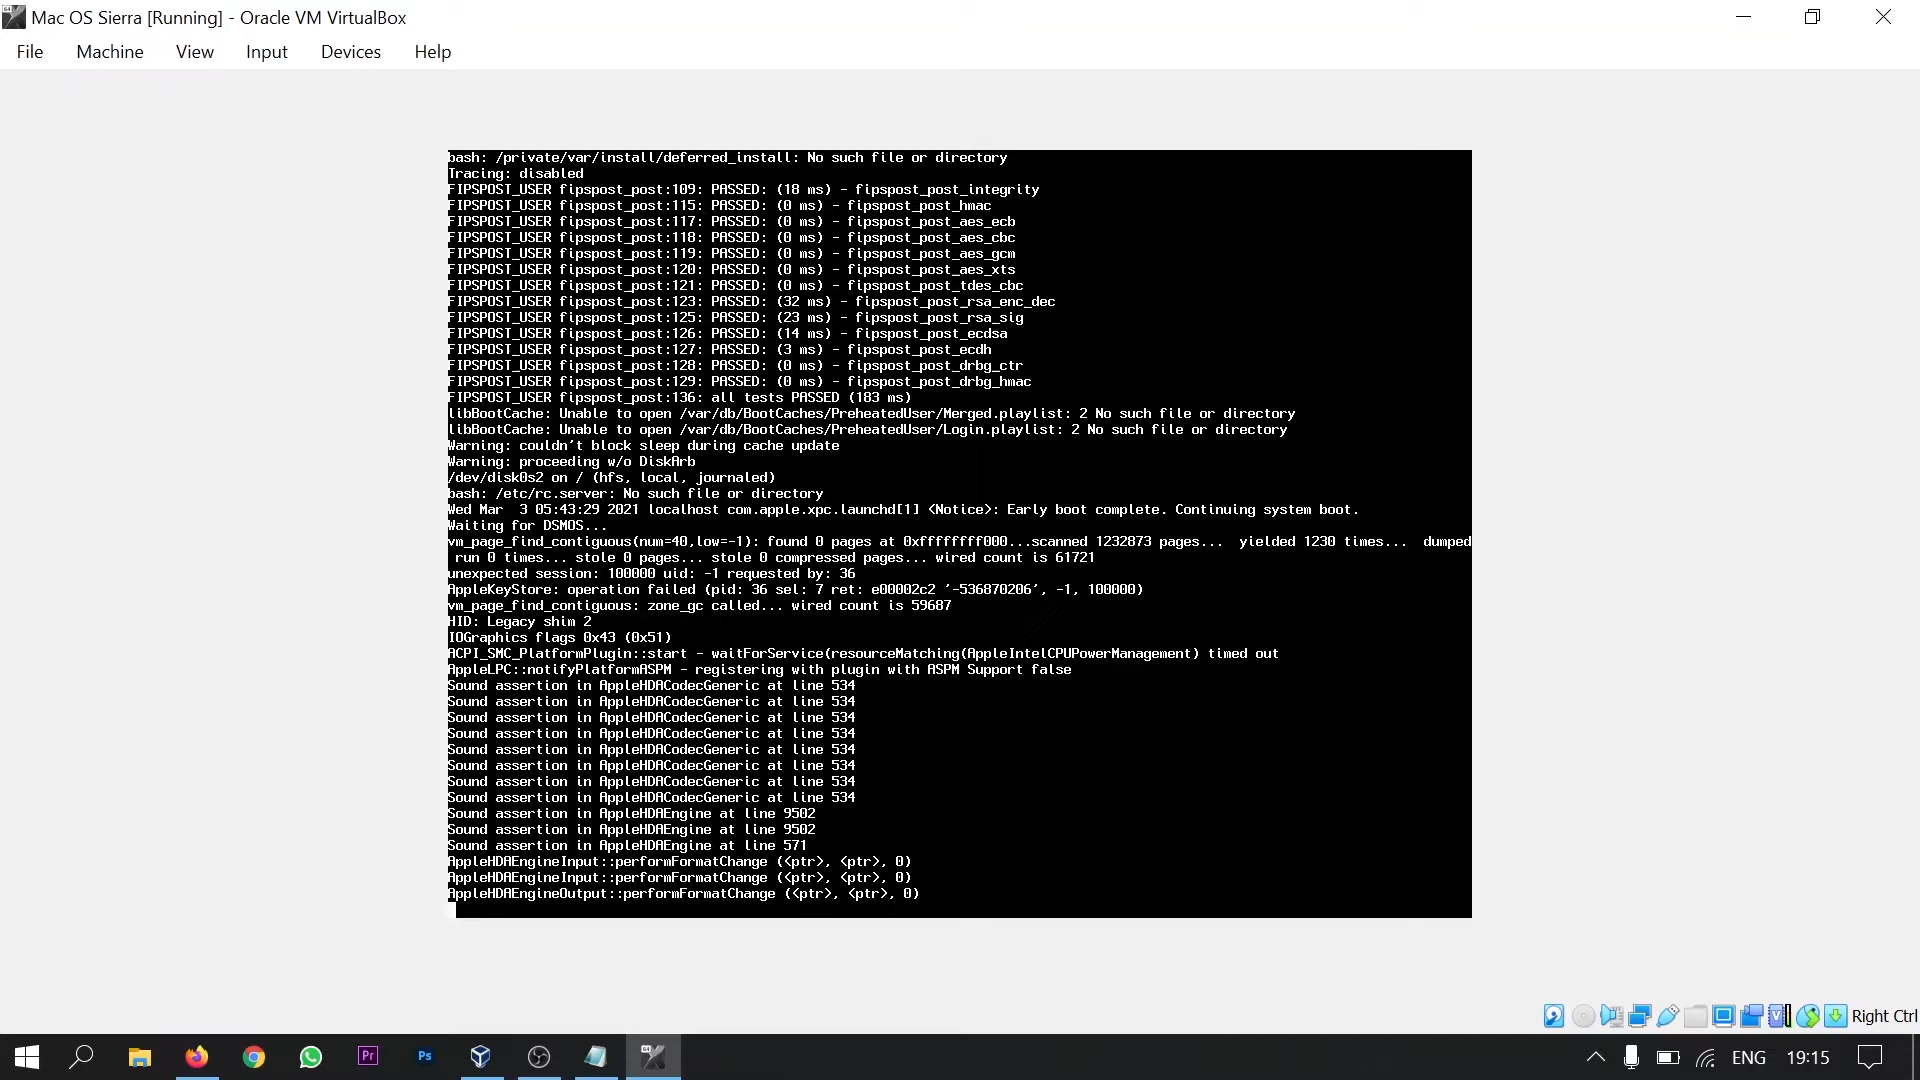 Mac OS Sierra [Running] - Oracle VM VirtualBox
File Machine View Input Devices Help
bash: /private/var/install/deferred_install: No such file or directory
Tracing: disabled
FIPSPOST_USER fipspost_post:109: PASSED: (18 ms) - fipspost_post_integrity
FIPSPOST_USER fipspost_post:115: PASSED: (0 ms) - fipspost_post_hmac
FIPSPOST_USER fipspost_post:117: PASSED: (0 ms) - fipspost_post_aes_ecb
FIPSPOST_USER fipspost_post:118: PASSED: (0 ms) - fipspost_post_aes_cbc
FIPSPOST_USER fipspost_post:119: PASSED: (0 ms) - fipspost_post_aes_gcm
FIPSPOST_USER fipspost_post:120: PASSED: (0 ms) - fipspost_post_aes_xts
FIPSPOST_USER fipspost_post:121: PASSED: (0 ms) - fipspost_post_tdes_cbc
FIPSPOST_USER fipspost_post:123: PASSED: (32 ms) - fipspost_post_rsa_enc_dec
FIPSPOST_USER fipspost_post:125: PASSED: (23 ms) - fipspost_post_rsa_sig
FIPSPOST_USER fipspost_post:126: PASSED: (14 ms) - fipspost_post_ecdsa
FIPSPOST_USER fipspost_post:127: PASSED: (3 ms) - fipspost_post_ecdh
FIPSPOST_USER fipspost_post:128: PASSED: (0 ms) - fipspost_post_drbg_ctr
FIPSPOST_USER fipspost_post:129: PASSED: (0 ms) - fipspost_post_drbg_hmac
FIPSPOST_USER fipspost_post:136: all tests PASSED (183 ms)
libBootCache: Unable to open /var/db/BootCaches/PreheatedUser/Merged.playlist: 2 No such file or directory
libBootCache: Unable to open /var/db/BootCaches/PreheatedUser/Login.playlist: 2 No such file or directory
Warning: couldn't block sleep during cache update
Warning: proceeding w/o DiskArb
/dev/disk0s2 on / (hfs, local, journaled)
bash: /etc/rc.server: No such file or directory
Wed Mar  3 05:43:29 2021 localhost com.apple.xpc.launchd[1] <Notice>: Early boot complete. Continuing system boot.
Waiting for DSMOS...
vm_page_find_contiguous(num=40,low=-1): found 0 pages at 0xffffffff000...scanned 1232873 pages...  yielded 1230 times...  dumped
run 0 times... stole 0 pages... stole 0 compressed pages... wired count is 61721
unexpected session: 100000 uid: -1 requested by: 36
AppleKeyStore: operation failed (pid: 36 sel: 7 ret: e00002c2 '-536870206', -1, 100000)
vm_page_find_contiguous: zone_gc called... wired count is 59687
HID: Legacy shim 2
IOGraphics flags 0x43 (0x51)
ACPI_SMC_PlatformPlugin::start - waitForService(resourceMatching(AppleIntelCPUPowerManagement) timed out
AppleLPC::notifyPlatformASPM - registering with plugin with ASPM Support false
Sound assertion in AppleHDACodecGeneric at line 534
Sound assertion in AppleHDACodecGeneric at line 534
Sound assertion in AppleHDACodecGeneric at line 534
Sound assertion in AppleHDACodecGeneric at line 534
Sound assertion in AppleHDACodecGeneric at line 534
Sound assertion in AppleHDACodecGeneric at line 534
Sound assertion in AppleHDACodecGeneric at line 534
Sound assertion in AppleHDACodecGeneric at line 534
Sound assertion in AppleHDAEngine at line 9502
Sound assertion in AppleHDAEngine at line 9502
Sound assertion in AppleHDAEngine at line 571
AppleHDAEngineInput::performFormatChange (<ptr>, <ptr>, 0)
AppleHDAEngineInput::performFormatChange (<ptr>, <ptr>, 0)
AppleHDAEngineOutput::performFormatChange (<ptr>, <ptr>, 0)
Right Ctrl
Pr Ps ENG 19:15